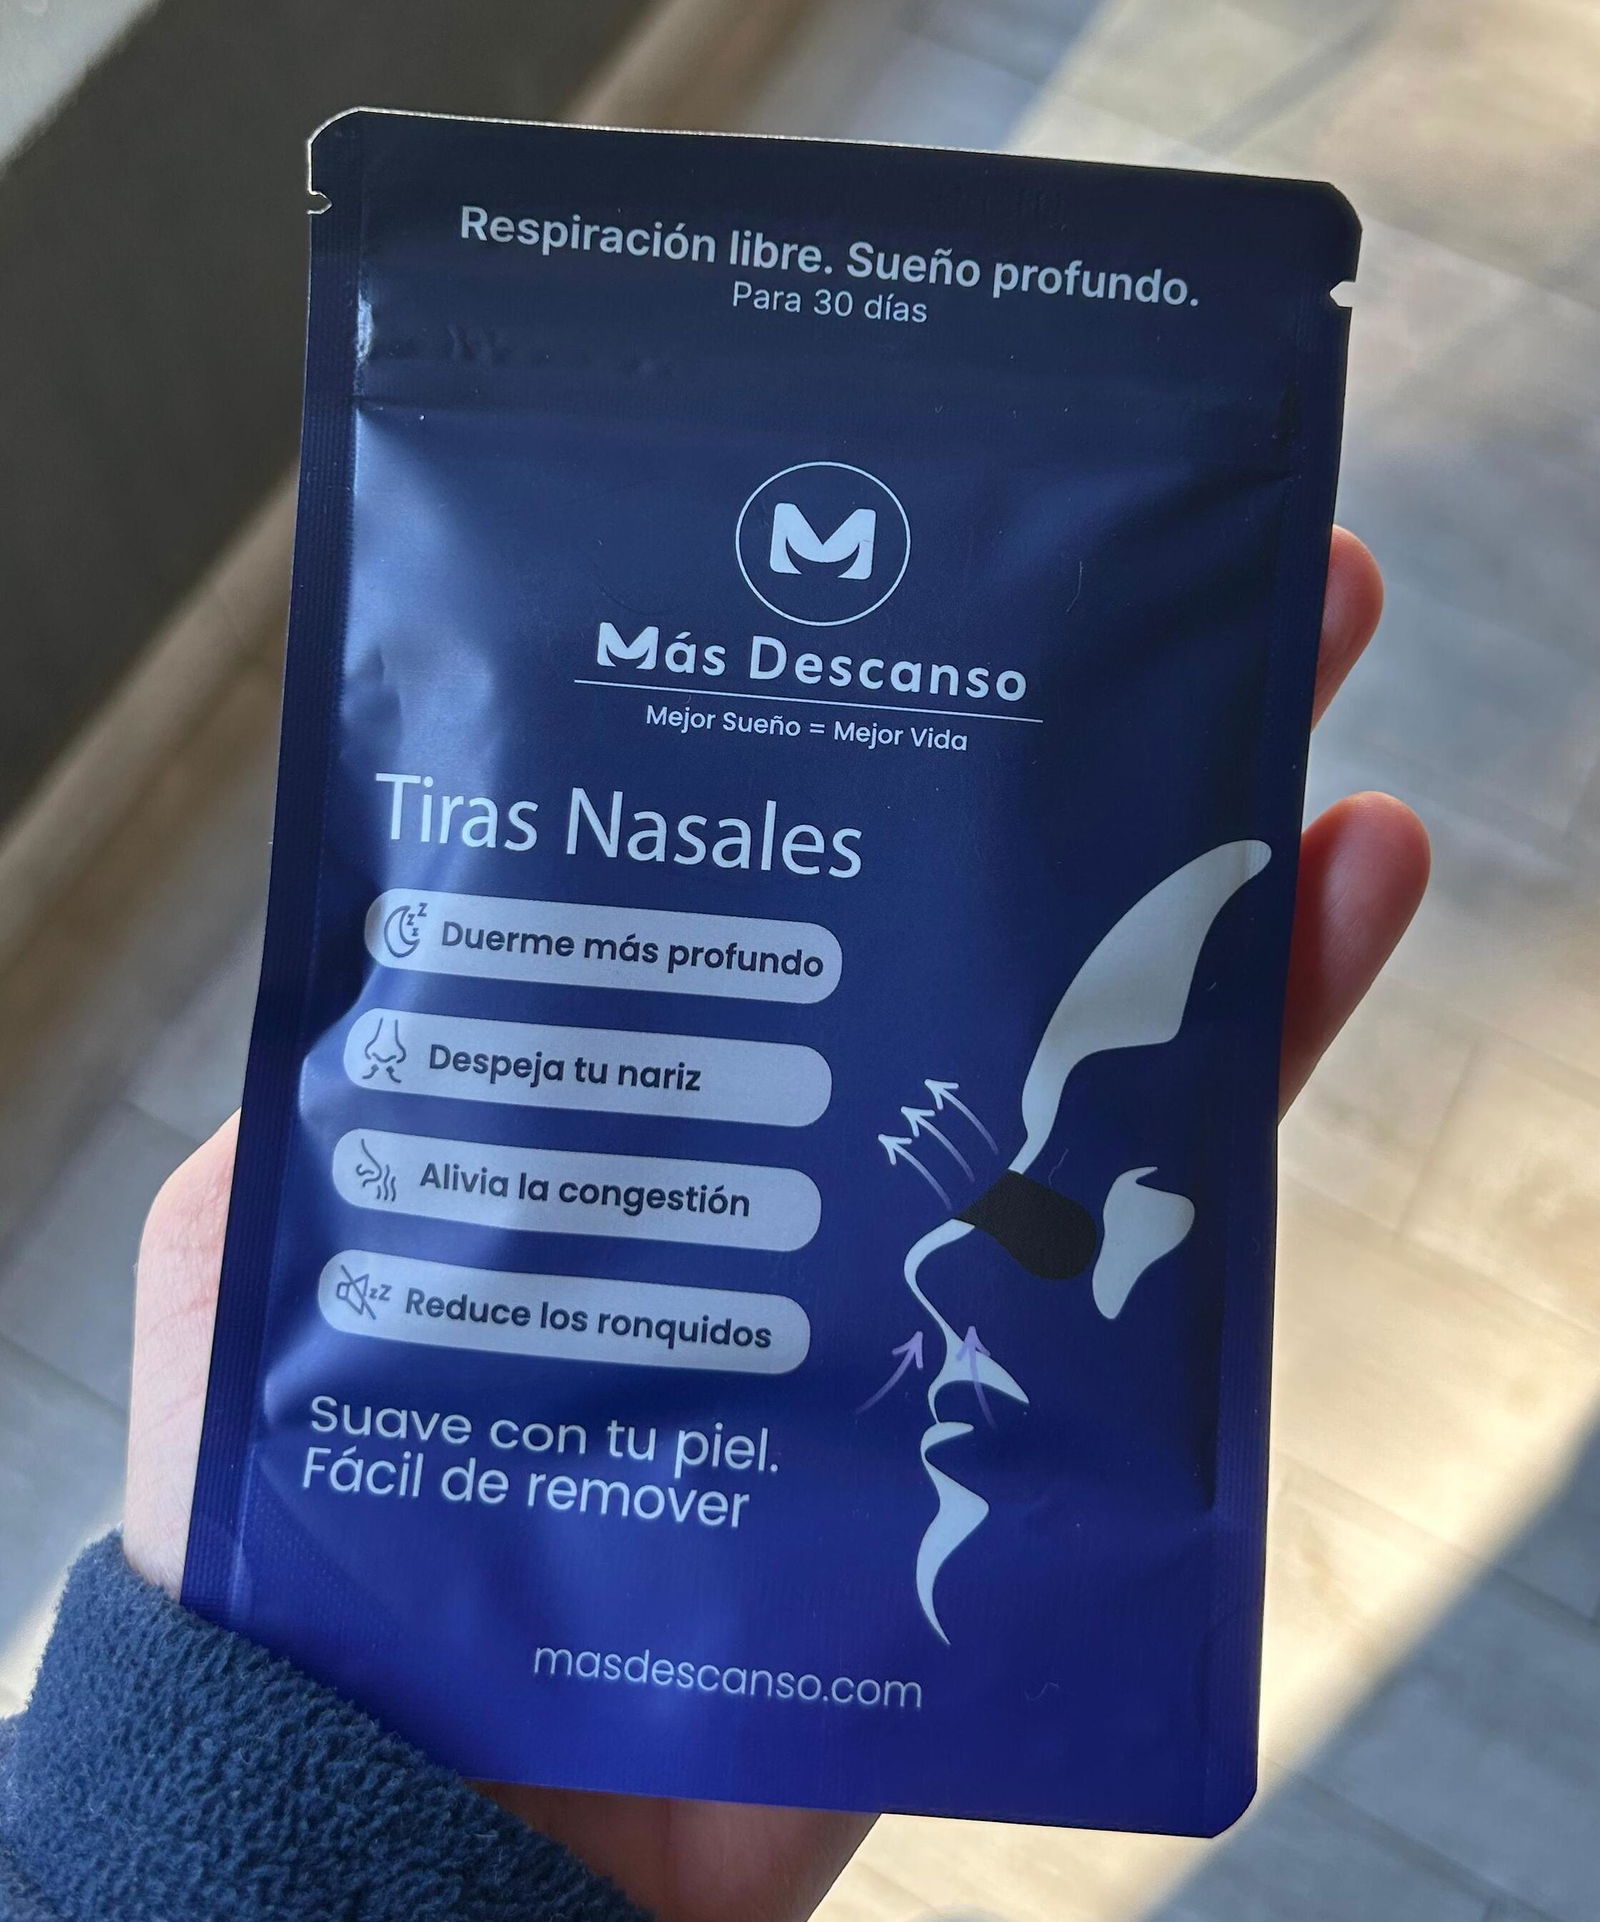 Respiración libre. Sueño profundo.
Para 30 días
M
Más Descanso
Mejor Sueño = Mejor Vida
Tiras Nasales
Duerme más profundo
Despeja tu nariz
Alivia la congestión
Reduce los ronquidos
Suave con tu piel.
Fácil de remover
masdescanso.com